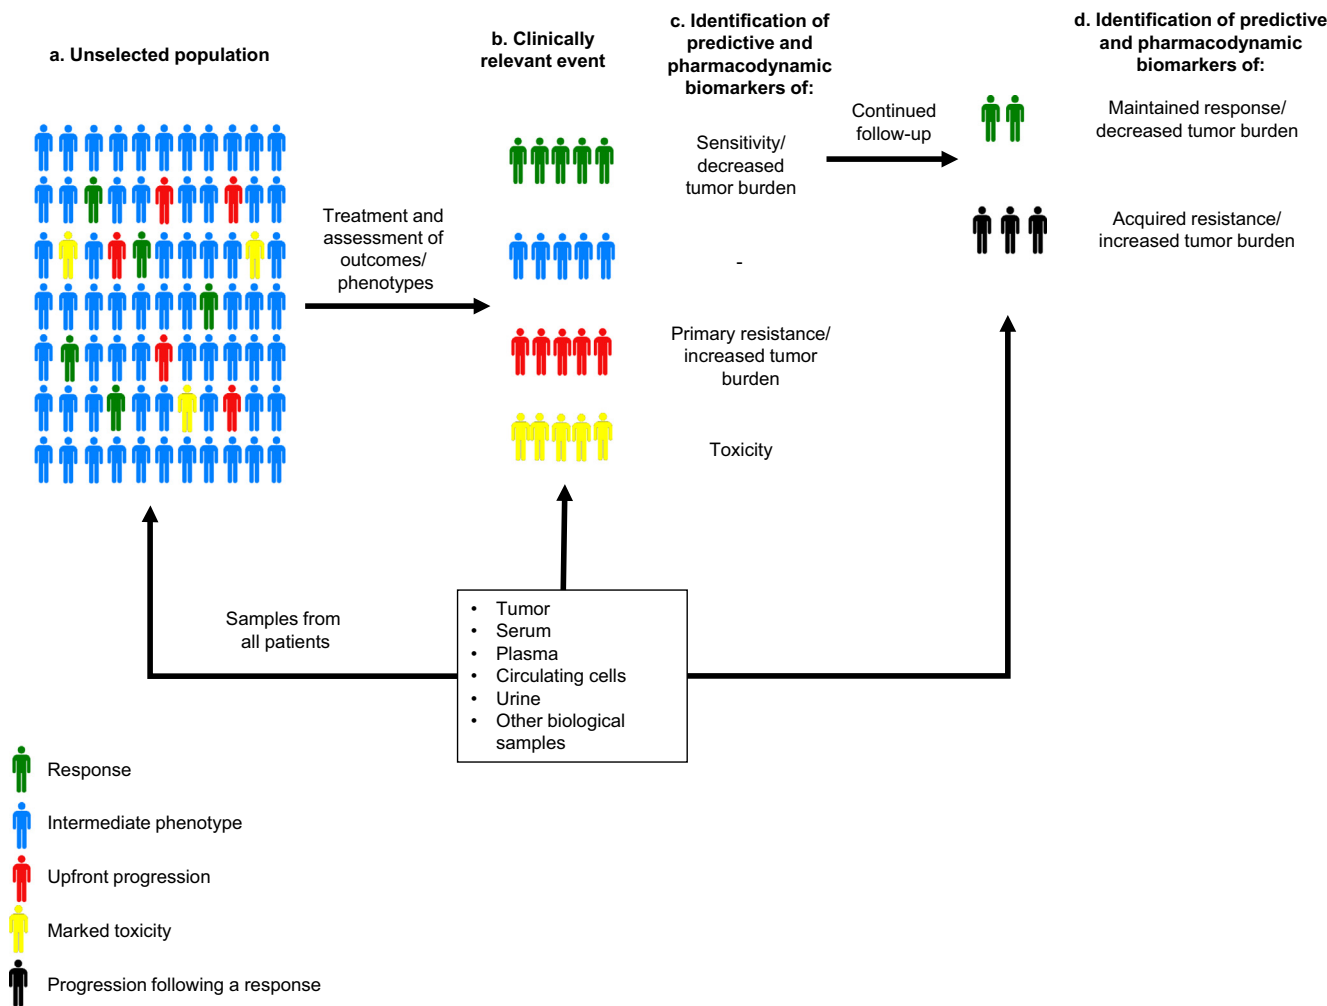 a. Unselected population
b. Clinically
relevant event
c. Identification of
predictive and
pharmacodynamic
biomarkers of:
d. Identification of predictive
and pharmacodynamic
biomarkers of:
Treatment and
assessment of
outcomes/
phenotypes
Sensitivity/
decreased
tumor burden
-
Primary resistance/
increased tumor
burden
Toxicity
Continued
follow-up
Maintained response/
decreased tumor burden
Acquired resistance/
increased tumor burden
Samples from
all patients
• Tumor
• Serum
• Plasma
• Circulating cells
• Urine
• Other biological
samples
Response
Intermediate phenotype
Upfront progression
Marked toxicity
Progression following a response